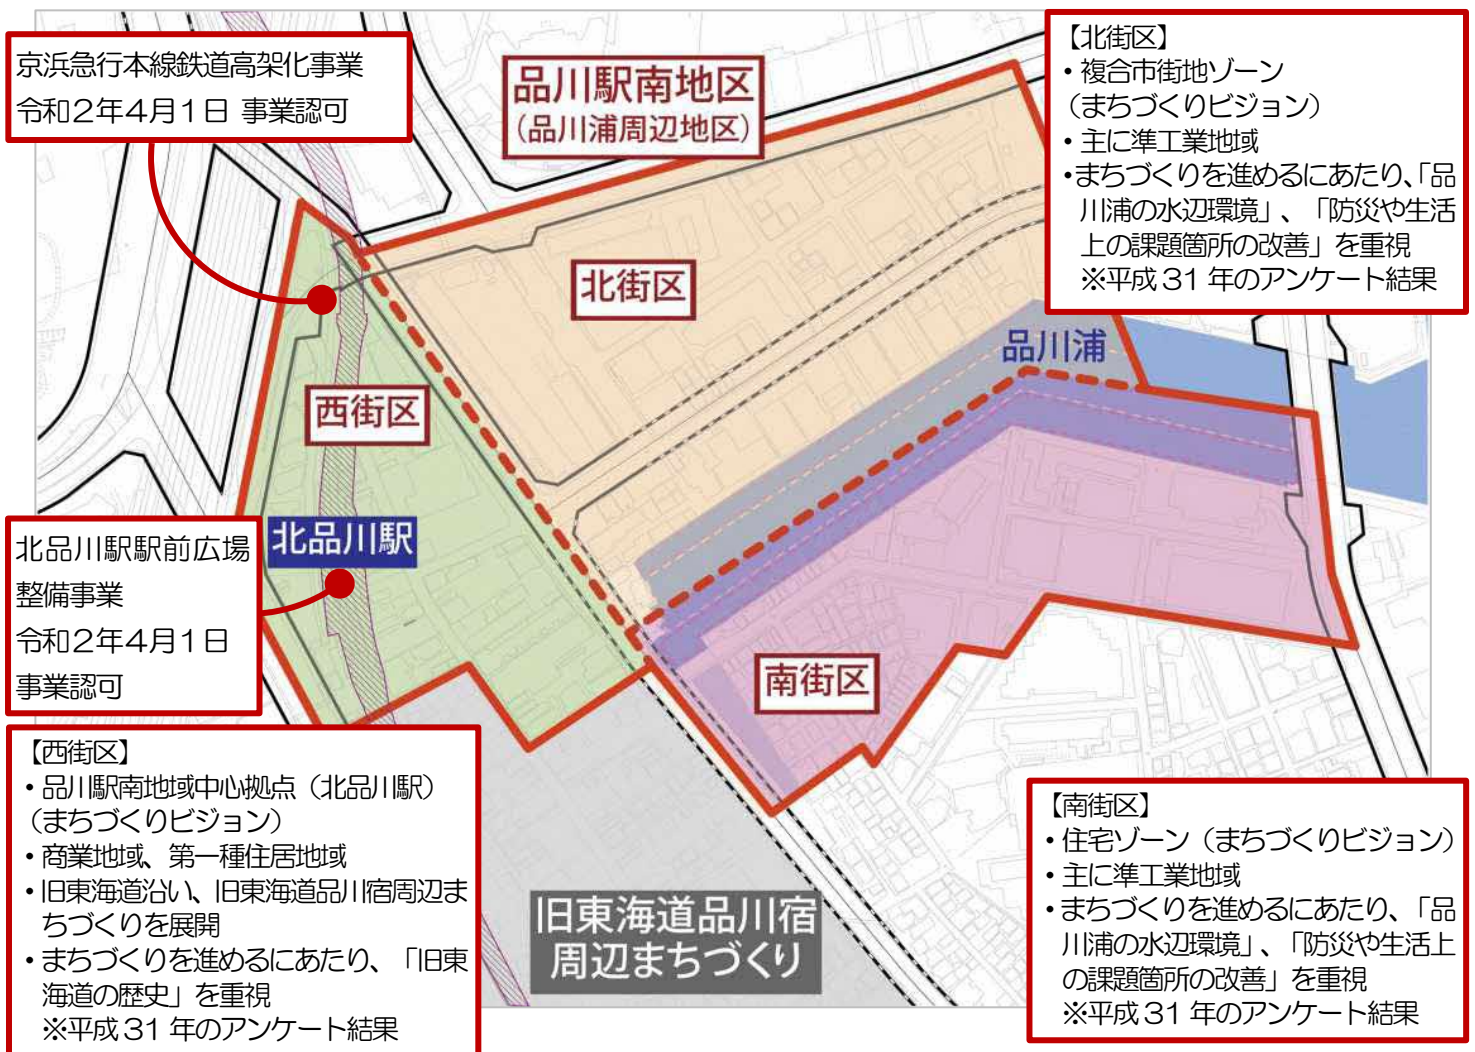 京浜急行本線鉄道高架化事業
令和2年4月1日 事業認可
品川駅南地区
(品川浦周辺地区)
【北街区】
・複合市街地ゾーン
(まちづくりビジョン)
・主に準工業地域
・まちづくりを進めるにあたり、「品
川浦の水辺環境」、「防災や生活
上の課題箇所の改善」を重視
※平成31年のアンケート結果
北街区
品川浦
西街区
北品川駅
北品川駅駅前広場
整備事業
令和2年4月1日
事業認可
南街区
【西街区】
・品川駅南地域中心拠点(北品川駅)
(まちづくりビジョン)
・商業地域、第一種住居地域
・旧東海道沿い、旧東海道品川宿周辺ま
ちづくりを展開
・まちづくりを進めるにあたり、「旧東
海道の歴史」を重視
※平成31年のアンケート結果
旧東海道品川宿
周辺まちづくり
【南街区】
・住宅ゾーン(まちづくりビジョン)
・主に準工業地域
・まちづくりを進めるにあたり、「品
川浦の水辺環境」、「防災や生活上
の課題箇所の改善」を重視
※平成31年のアンケート結果